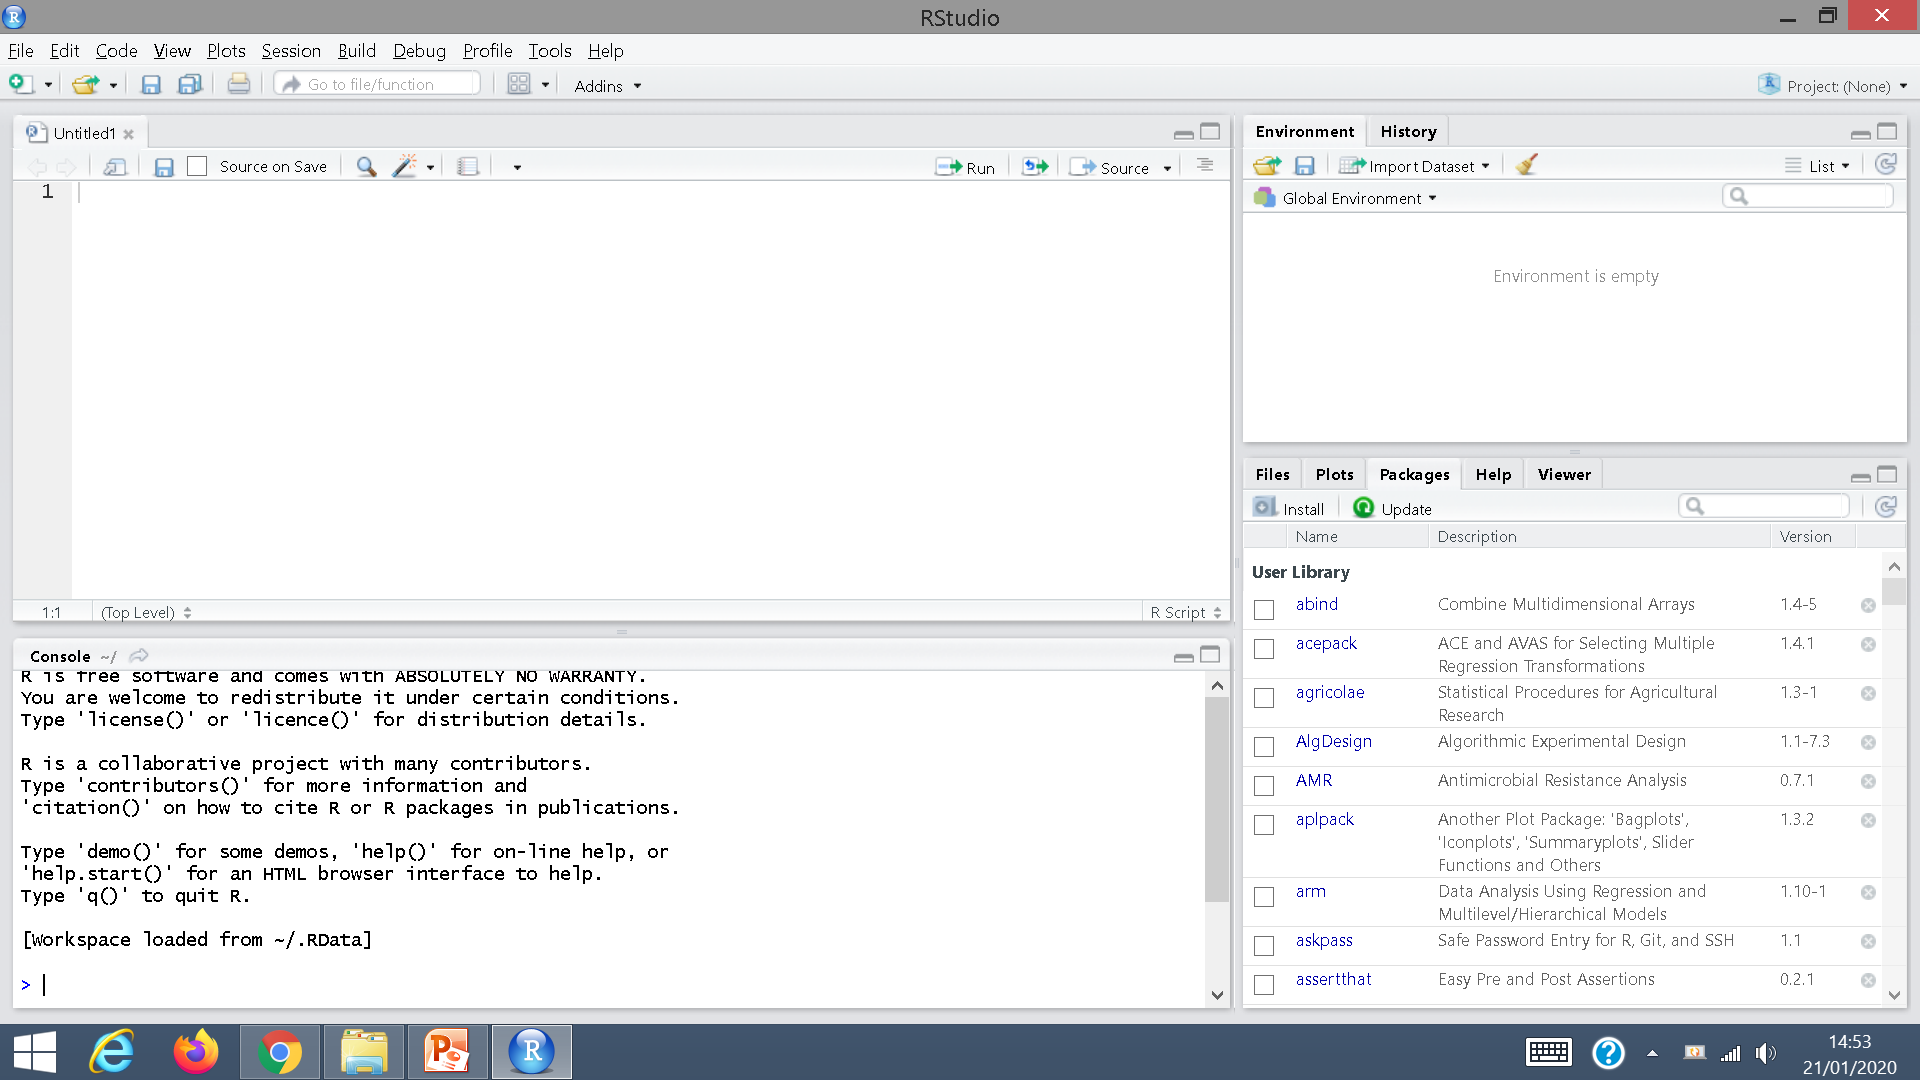 RStudio
File Edit Code View Plots Session Build Debug Profile Tools Help
Go to file/function Addins Project: (None)
Untitled1
Source on Save Run Source
1
1:1 (Top Level) R Script
Console ~/
R is free software and comes with ABSOLUTELY NO WARRANTY.
You are welcome to redistribute it under certain conditions.
Type 'license()' or 'licence()' for distribution details.
R is a collaborative project with many contributors.
Type 'contributors()' for more information and
'citation()' on how to cite R or R packages in publications.
Type 'demo()' for some demos, 'help()' for on-line help, or
'help.start()' for an HTML browser interface to help.
Type 'q()' to quit R.
[Workspace loaded from ~/.RData]
>
Environment History
Import Dataset List
Global Environment
Environment is empty
Files Plots Packages Help Viewer
Install Update
Name Description Version
User Library
abind Combine Multidimensional Arrays 1.4-5
acepack ACE and AVAS for Selecting Multiple 1.4.1
Regression Transformations
agricolae Statistical Procedures for Agricultural 1.3-1
Research
AlgDesign Algorithmic Experimental Design 1.1-7.3
AMR Antimicrobial Resistance Analysis 0.7.1
aplpack Another Plot Package: 'Bagplots', 1.3.2
'Iconplots', 'Summaryplots', Slider
Functions and Others
arm Data Analysis Using Regression and 1.10-1
Multilevel/Hierarchical Models
askpass Safe Password Entry for R, Git, and SSH 1.1
assertthat Easy Pre and Post Assertions 0.2.1
14:53
21/01/2020